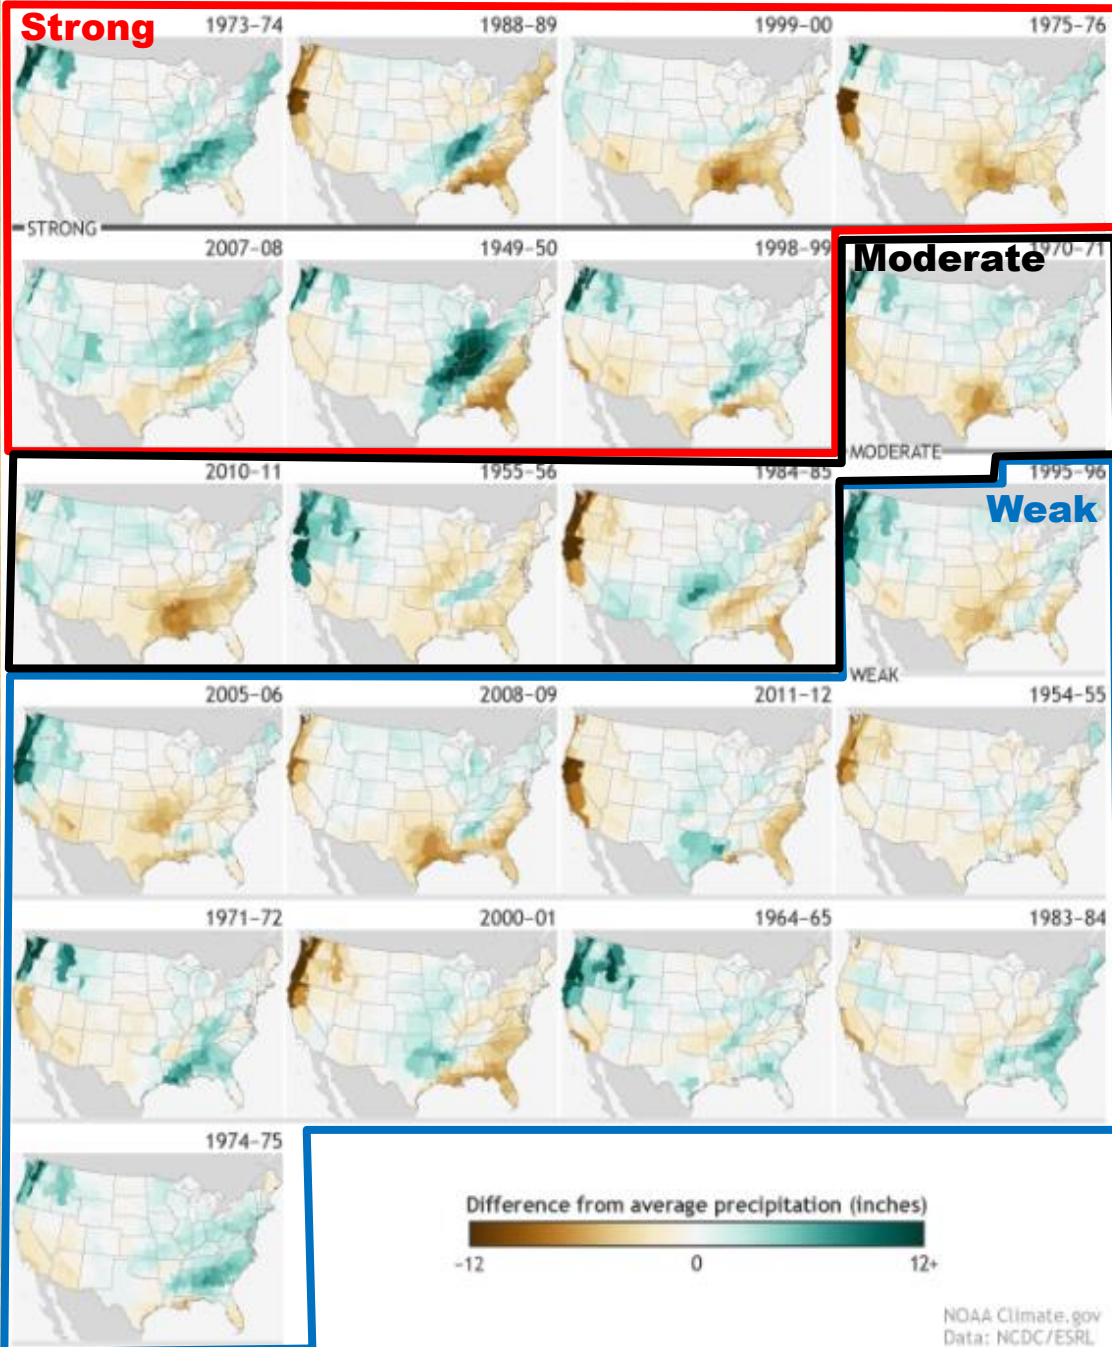 Strong
1973-74
1988-89
1999-00
1975-76
STRONG
2007-08
1949-50
1998-99
Moderate
1970-71
MODERATE
2010-11
1955-56
1984-85
1995-96
Weak
WEAK
2005-06
2008-09
2011-12
1954-55
1971-72
2000-01
1964-65
1983-84
1974-75
Difference from average precipitation (inches)
-12
0
12+
NOAA Climate.gov
Data: NCDC/ESRL